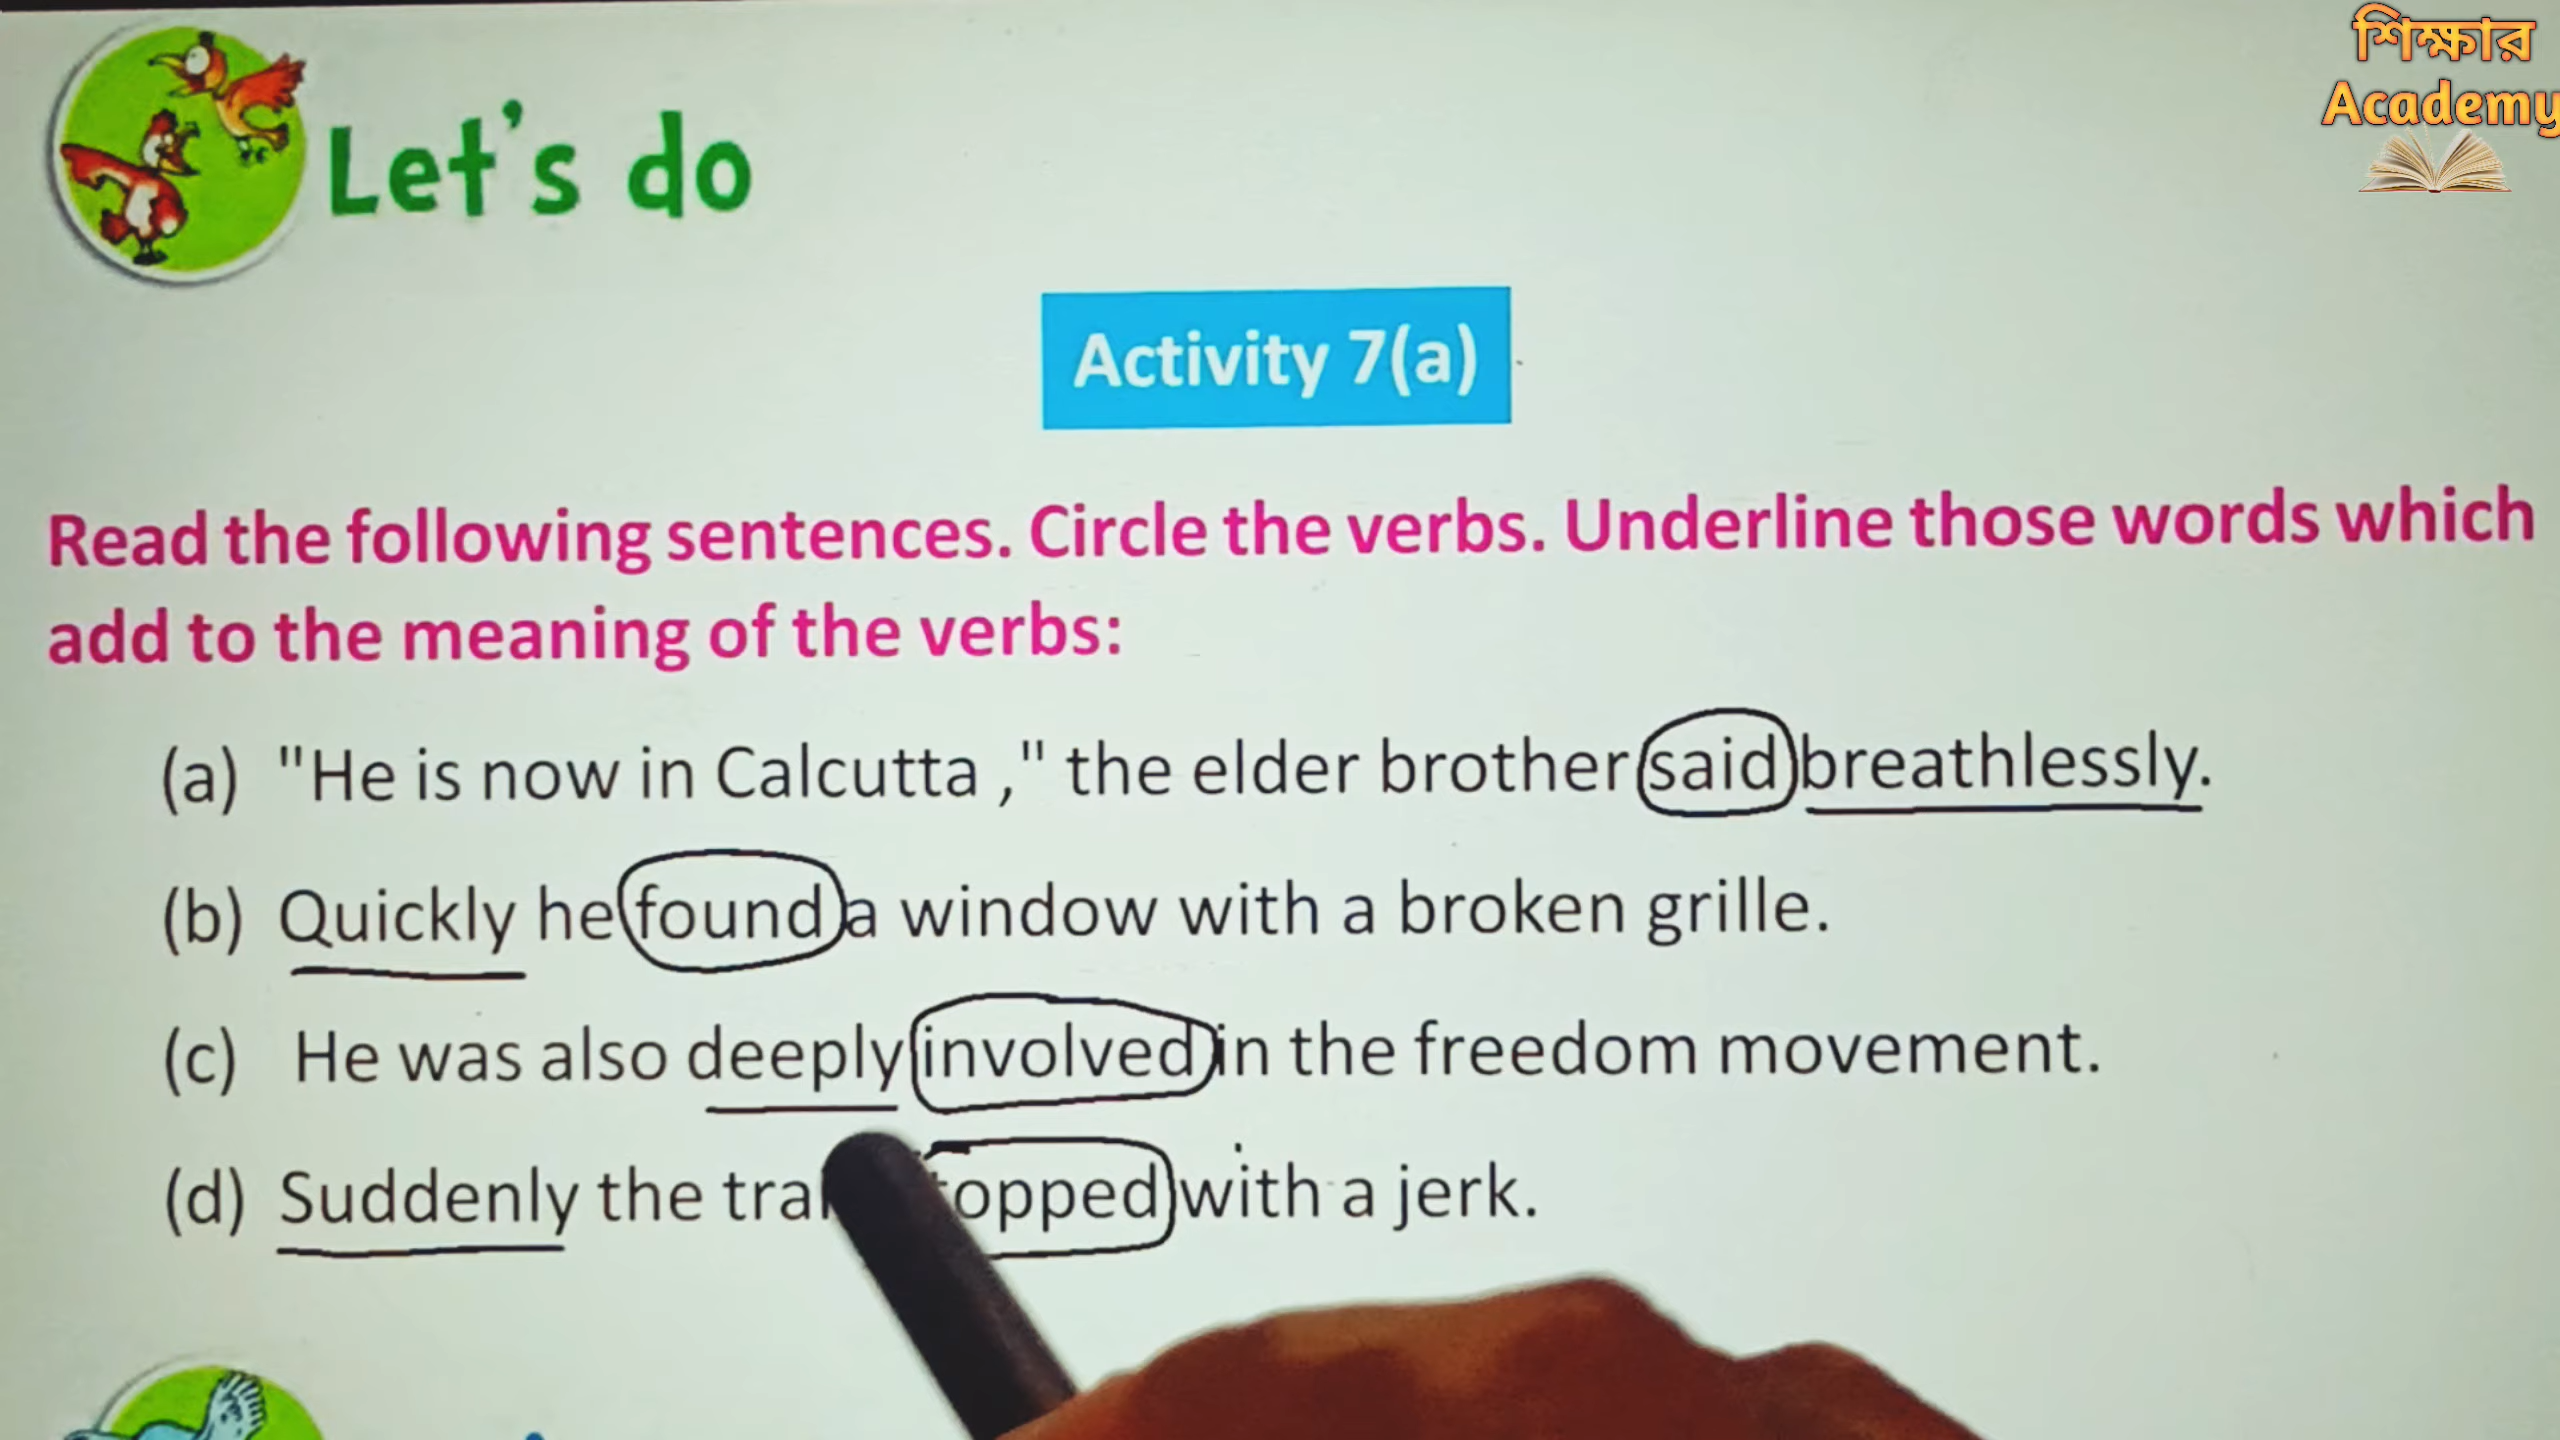 শিক্ষার
Academy
Let's do
Activity 7(a)
Read the following sentences. Circle the verbs. Underline those words which
add to the meaning of the verbs:
(a) "He is now in Calcutta ," the elder brother said breathlessly.
(b) Quickly he found a window with a broken grille.
(c) He was also deeply involved in the freedom movement.
(d) Suddenly the with a jerk.